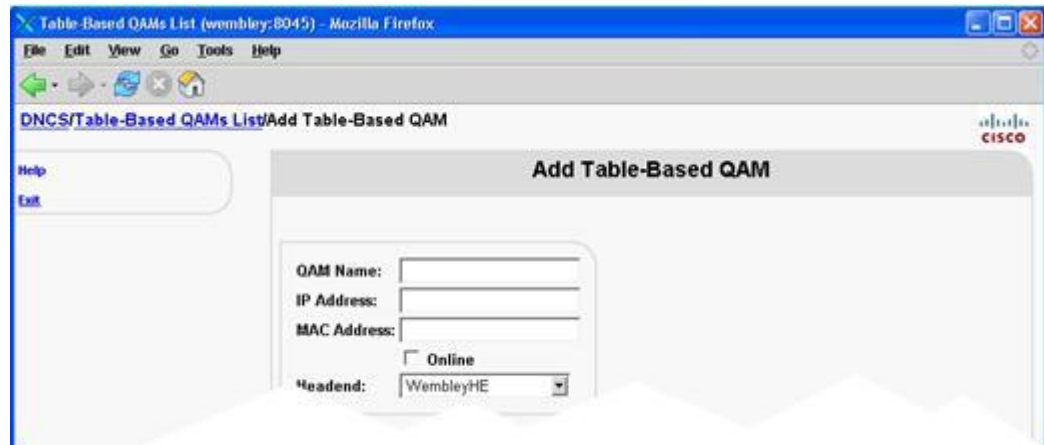 Table-Based QAMs List (wembley:8045) - Mozilla Firefox
File Edit View Go Tools Help
DNCS/Table-Based QAMs List/Add Table-Based QAM
CISCO
Help
Exit
Add Table-Based QAM
QAM Name:
IP Address:
MAC Address:
Online
Headend: WembleyHE